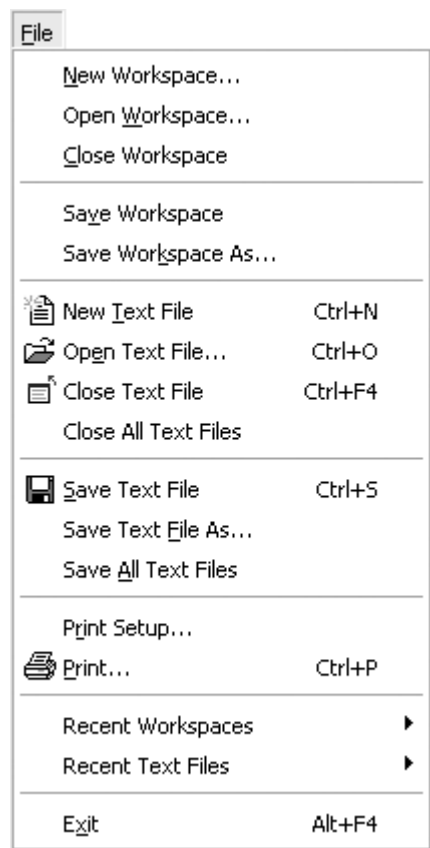 File
New Workspace...
Open Workspace...
Close Workspace
Save Workspace
Save Workspace As...
New Text File Ctrl+N
Open Text File... Ctrl+O
Close Text File Ctrl+F4
Close All Text Files
Save Text File Ctrl+S
Save Text File As...
Save All Text Files
Print Setup...
Print... Ctrl+P
Recent Workspaces
Recent Text Files
Exit Alt+F4